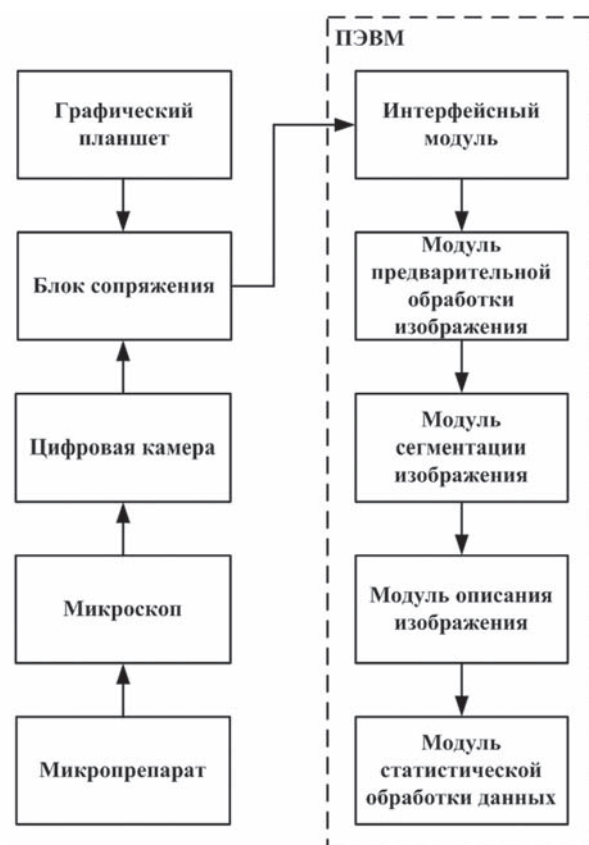 ПЭВМ
Графический
планшет
Блок сопряжения
Цифровая камера
Микроскоп
Микропрепарат
Интерфейсный
модуль
Модуль
предварительной
обработки
изображения
Модуль
сегментации
изображения
Модуль описания
изображения
Модуль
статистической
обработки данных